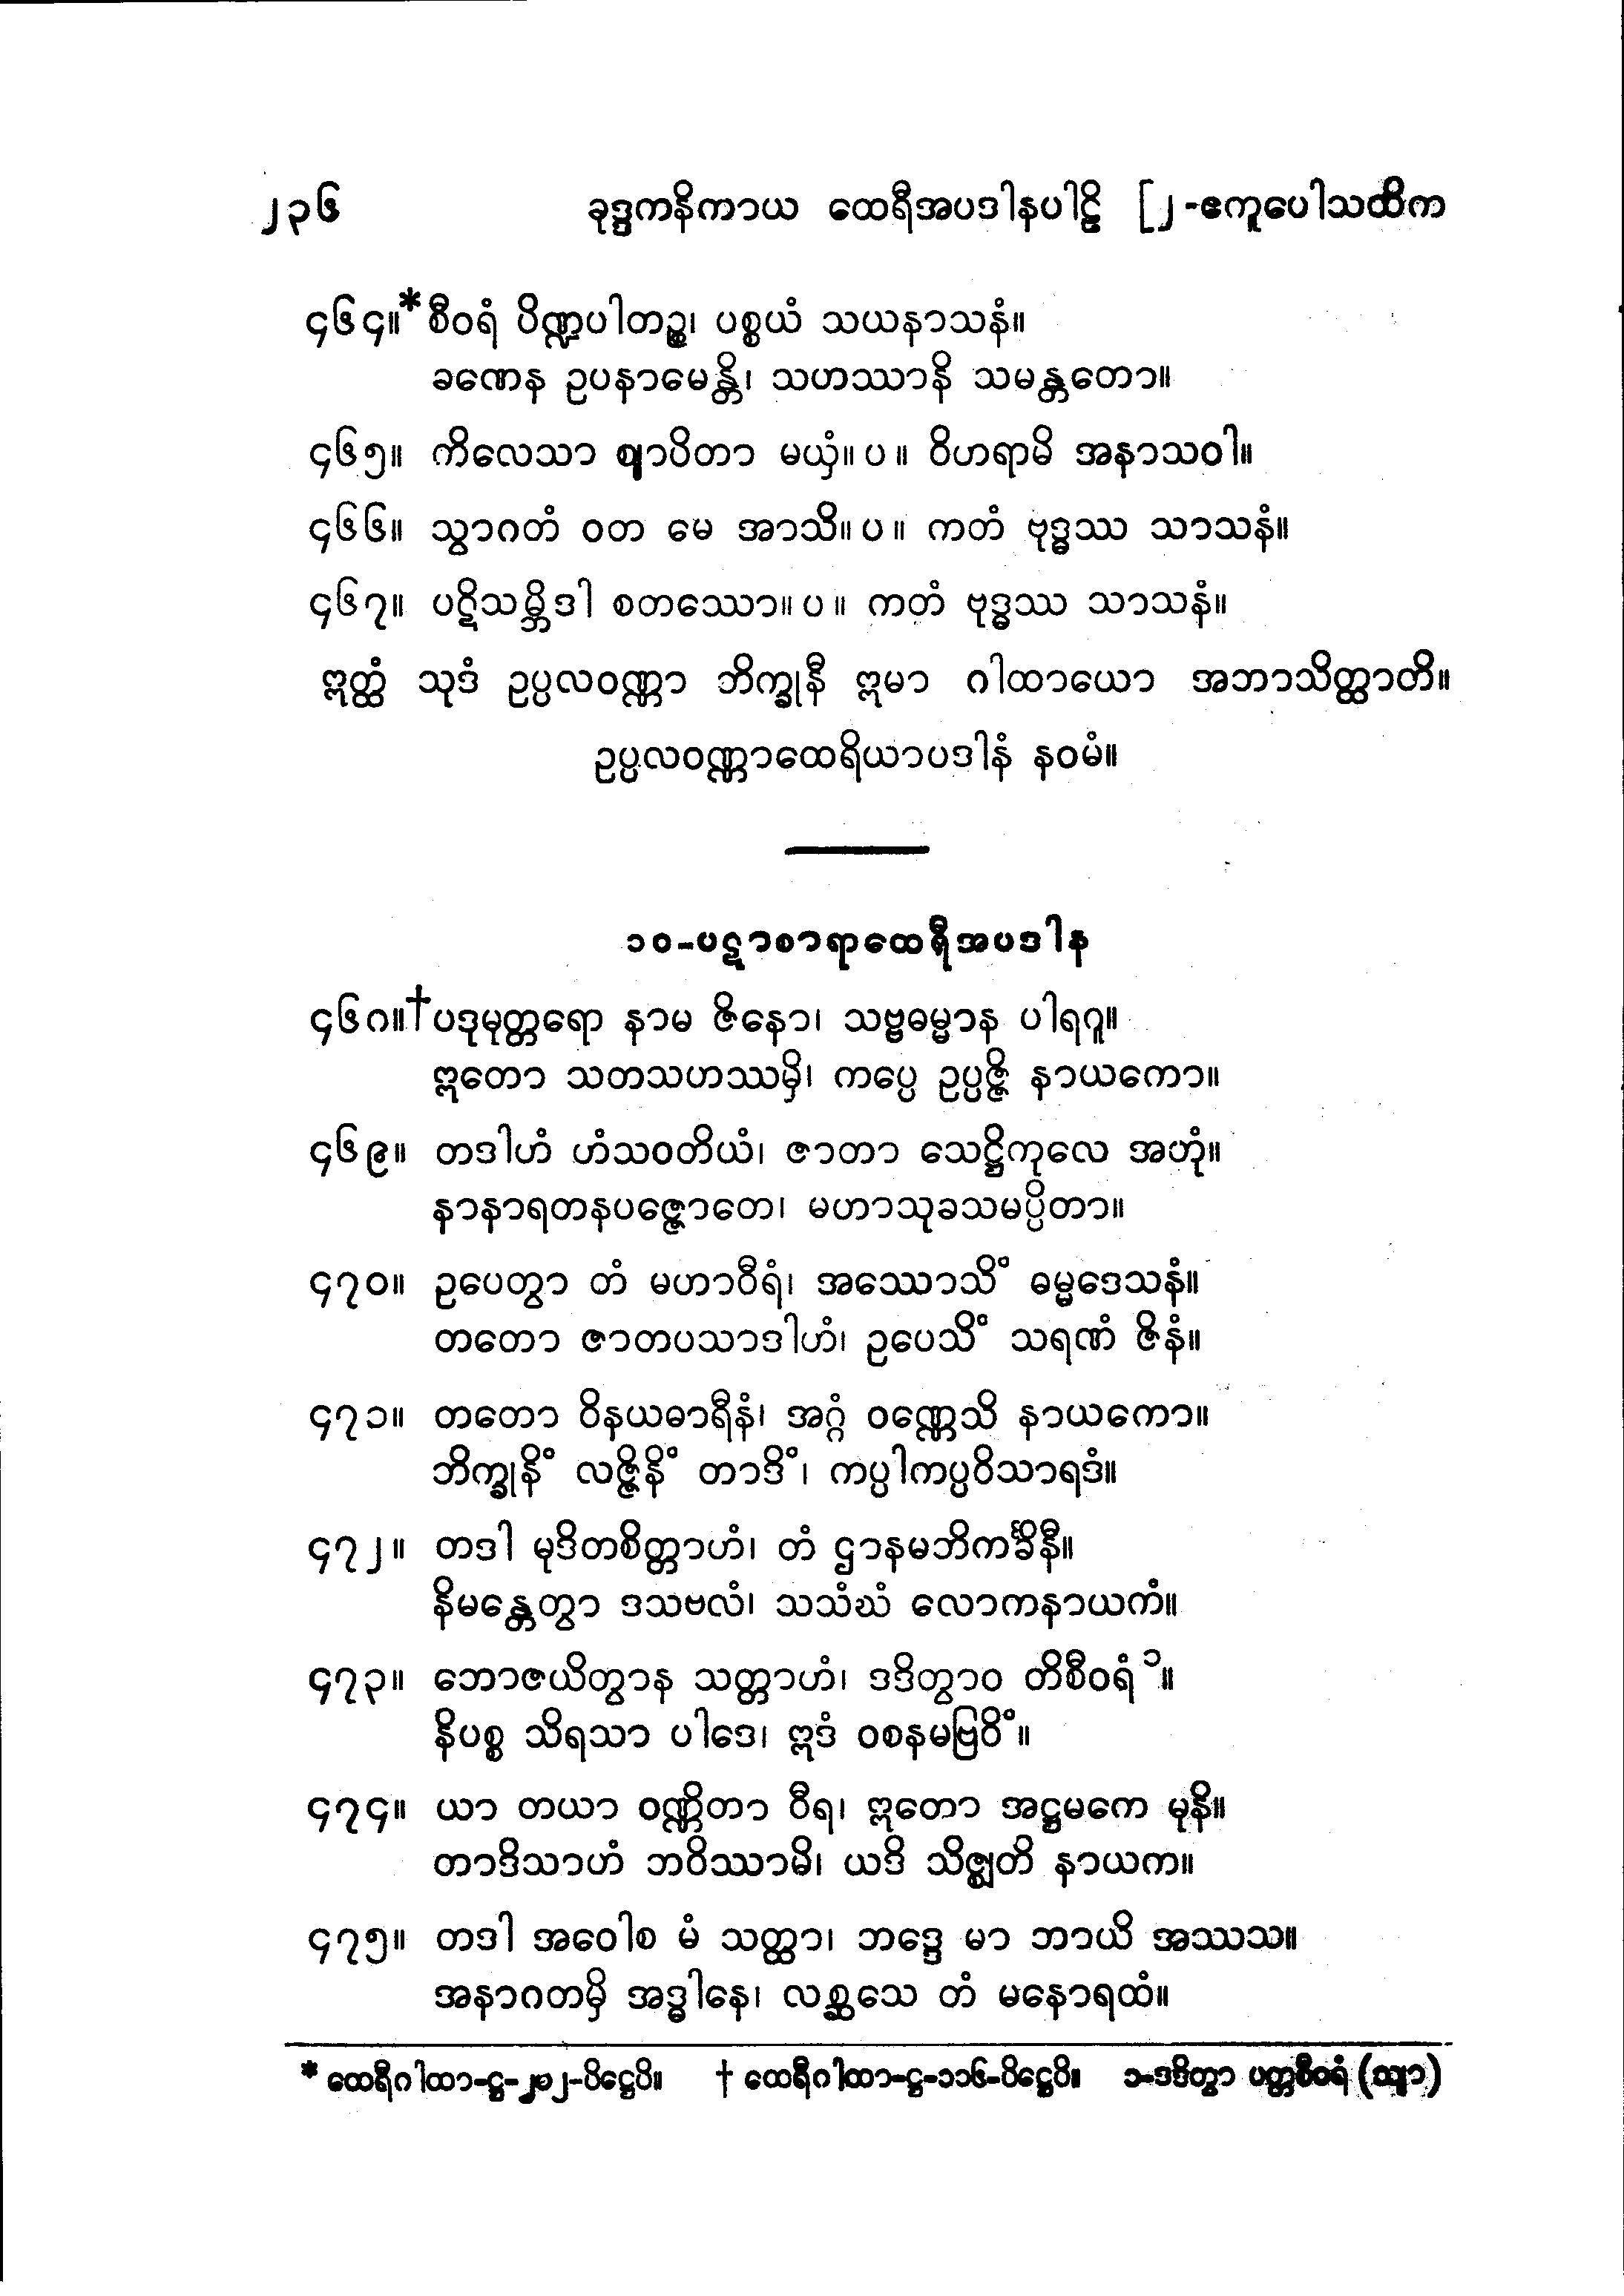 ၂၃၆ ခုဒ္ဒကနိကာယ ထေရီအပဒါနပါဠိ [၂-ဧကူပေါသထိက
၄၆၄။*စီဝရံ ပိဏ္ဍပါတဉ္စ၊ ပစ္စယံ သယနာသနံ။
ခဏေန ဥပနာမေန္တိ၊ သဟဿာနိ သမန္တတော။
၄၆၅။ ကိလေသာ ဈာပိတာ မယှံ။ပ။ ဝိဟရာမိ အနာသဝါ။
၄၆၆။ သွာဂတံ ဝတ မေ အာသိ။ပ။ ကတံ ဗုဒ္ဓဿ သာသနံ။
၄၆၇။ ပဋိသမ္ဘိဒါ စတဿော။ပ။ ကတံ ဗုဒ္ဓဿ သာသနံ။
ဣတ္ထံ သုဒံ ဥပ္ပလဝဏ္ဏာ ဘိက္ခုနီ ဣမာ ဂါထာယော အဘာသိတ္ထာတိ။
ဥပ္ပလဝဏ္ဏာထေရိယာပဒါနံ နဝမံ။
၁၀-ပဋာစာရာထေရီအပဒါန
၄၆၈။†ပဒုမုတ္တရော နာမ ဇိနော၊ သဗ္ဗဓမ္မာန ပါရဂူ။
ဣတော သတသဟဿမှိ၊ ကပ္ပေ ဥပ္ပဇ္ဇိ နာယကော။
၄၆၉။ တဒါဟံ ဟံသဝတိယံ၊ ဇာတာ သေဋ္ဌိကုလေ အဟုံ။
နာနာရတနပဇ္ဇောတေ၊ မဟာသုခသမပ္ပိတာ။
၄၇၀။ ဥပေတွာ တံ မဟာဝီရံ၊ အဿောသိံ ဓမ္မဒေသနံ။
တတော ဇာတပသာဒါဟံ၊ ဥပေသိံ သရဏံ ဇိနံ။
၄၇၁။ တတော ဝိနယဓာရီနံ၊ အဂ္ဂံ ဝဏ္ဏေသိ နာယကော။
ဘိက္ခုနိံ လဇ္ဇိနိံ တာဒိံ၊ ကပ္ပါကပ္ပဝိသာရဒံ။
၄၇၂။ တဒါ မုဒိတစိတ္တာဟံ၊ တံ ဌာနမဘိကင်္ခိနီ။
နိမန္တေတွာ ဒသဗလံ၊ သသံဃံ လောကနာယကံ။
၄၇၃။ ဘောဇယိတွာန သတ္တာဟံ၊ ဒဒိတွာဝ တိစီဝရံ ၁။
နိပစ္စ သိရသာ ပါဒေ၊ ဣဒံ ဝစနမဗြဝိံ။
၄၇၄။ ယာ တယာ ဝဏ္ဏိတာ ဝီရ၊ ဣတော အဋ္ဌမကေ မုနိ။
တာဒိသာဟံ ဘဝိဿာမိ၊ ယဒိ သိဇ္ဈတိ နာယက။
၄၇၅။ တဒါ အဝေါစ မံ သတ္ထာ၊ ဘဒ္ဒေ မာ ဘာယိ အဿသ။
အနာဂတမှိ အဒ္ဓါနေ၊ လစ္ဆသေ တံ မနောရထံ။
* ထေရီဂါထာ-ဋ္ဌ-၂၀၂-ပိဋ္ဌေပိ။ † ထေရီဂါထာ-ဋ္ဌ-၁၁၆-ပိဋ္ဌေပိ။ ၁-ဒဒိတွာ ပတ္တစီဝရံ (သျာ)